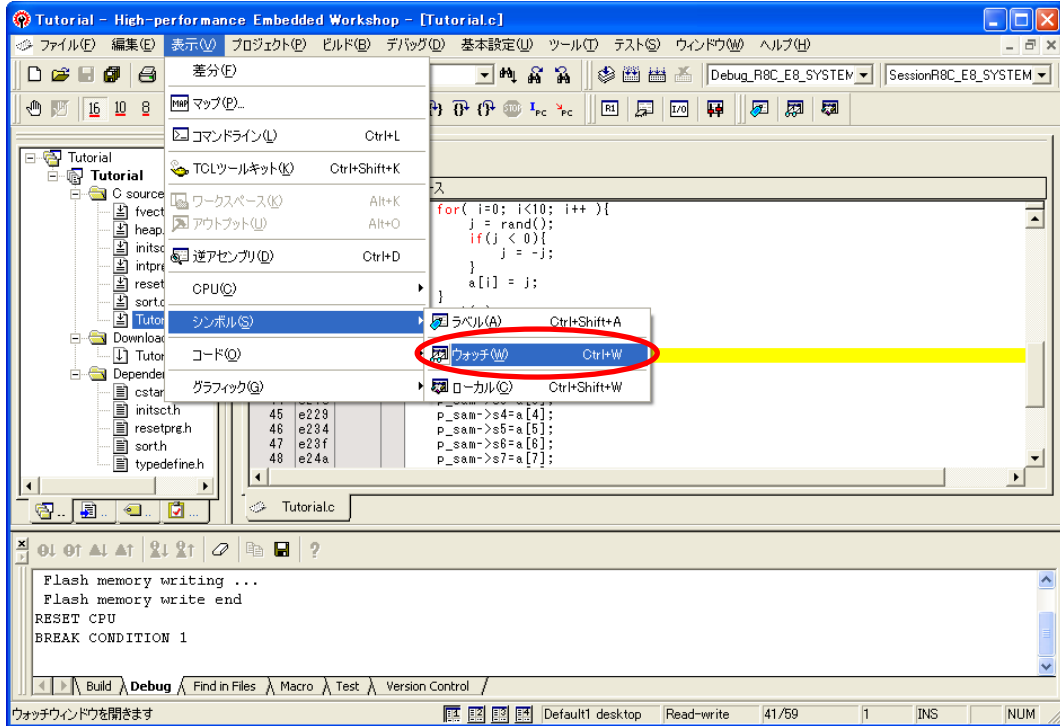 Tutorial - High-performance Embedded Workshop - [Tutorial.c]
ファイル(F) 編集(E) 表示(V) プロジェクト(P) ビルド(B) デバッグ(D) 基本設定(U) ツール(T) テスト(S) ウィンドウ(W) ヘルプ(H)
Debug_R8C_E8_SYSTEM SessionR8C_E8_SYSTEM
16 10 8
差分(F)
マップ(P)...
コマンドライン(L) Ctrl+L
TCLツールキット(K) Ctrl+Shift+K
ワークスペース(K) Alt+K
アウトプット(U) Alt+O
逆アセンブリ(D) Ctrl+D
CPU(C)
シンボル(S)
コード(O)
グラフィック(G)
ラベル(A) Ctrl+Shift+A
ウォッチ(W) Ctrl+W
ローカル(C) Ctrl+Shift+W
Tutorial
Tutorial
C source
fvect
heap.
initsc
intpr
reset
sort.c
Tutor
Downloa
Tutor
Depender
cstar
initsct.h
resetprg.h
sort.h
typedefine.h
ース
for( i=0; i<10; i++ ){
j = rand();
if(j < 0){
j = -j;
}
a[i] = j;
}
45 e229 p_sam->s4=a[4];
46 e234 p_sam->s5=a[5];
47 e23f p_sam->s6=a[6];
48 e24a p_sam->s7=a[7];
Tutorial.c
Flash memory writing ...
Flash memory write end
RESET CPU
BREAK CONDITION 1
Build Debug Find in Files Macro Test Version Control
ウォッチウィンドウを開きます Default1 desktop Read-write 41/59 1 INS NUM